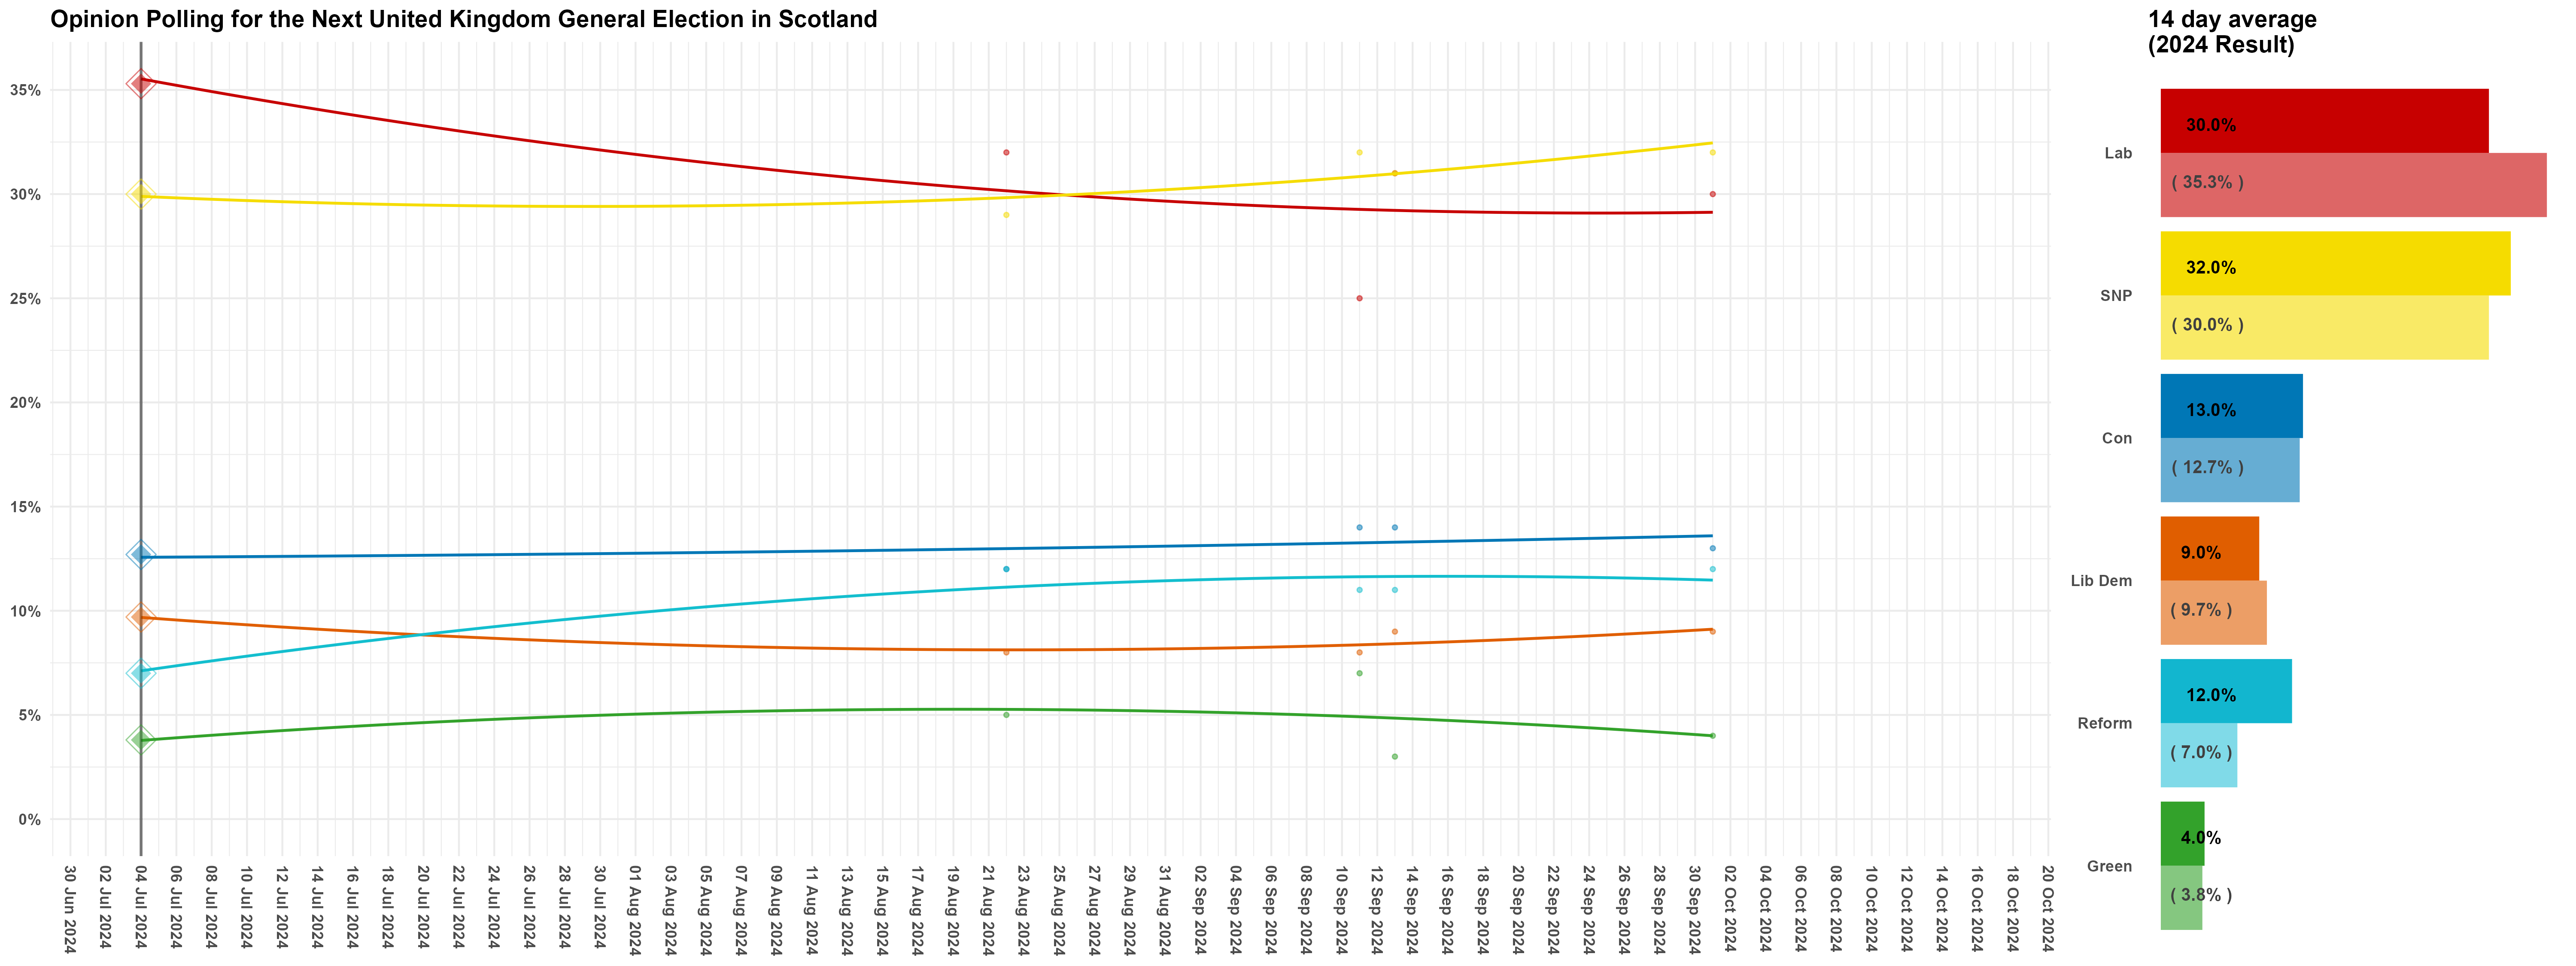 Opinion Polling for the Next United Kingdom General Election in Scotland
35%
30%
25%
20%
15%
10%
5%
0%
30 Jun 2024
02 Jul 2024
04 Jul 2024
06 Jul 2024
08 Jul 2024
10 Jul 2024
12 Jul 2024
14 Jul 2024
16 Jul 2024
18 Jul 2024
20 Jul 2024
22 Jul 2024
24 Jul 2024
26 Jul 2024
28 Jul 2024
30 Jul 2024
01 Aug 2024
03 Aug 2024
05 Aug 2024
07 Aug 2024
09 Aug 2024
11 Aug 2024
13 Aug 2024
15 Aug 2024
17 Aug 2024
19 Aug 2024
21 Aug 2024
23 Aug 2024
25 Aug 2024
27 Aug 2024
29 Aug 2024
31 Aug 2024
02 Sep 2024
04 Sep 2024
06 Sep 2024
08 Sep 2024
10 Sep 2024
12 Sep 2024
14 Sep 2024
16 Sep 2024
18 Sep 2024
20 Sep 2024
22 Sep 2024
24 Sep 2024
26 Sep 2024
28 Sep 2024
30 Sep 2024
02 Oct 2024
04 Oct 2024
06 Oct 2024
08 Oct 2024
10 Oct 2024
12 Oct 2024
14 Oct 2024
16 Oct 2024
18 Oct 2024
20 Oct 2024
14 day average
(2024 Result)
Lab
30.0%
( 35.3% )
SNP
32.0%
( 30.0% )
Con
13.0%
( 12.7% )
Lib Dem
9.0%
( 9.7% )
Reform
12.0%
( 7.0% )
Green
4.0%
( 3.8% )